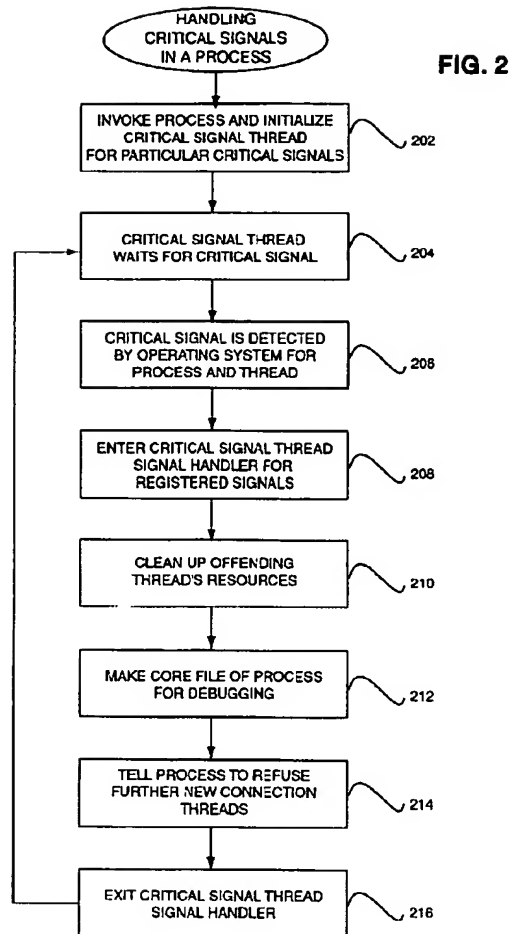 HANDLING
CRITICAL SIGNALS
IN A PROCESS
FIG. 2
INVOKE PROCESS AND INITIALIZE
CRITICAL SIGNAL THREAD
FOR PARTICULAR CRITICAL SIGNALS
202
CRITICAL SIGNAL THREAD
WAITS FOR CRITICAL SIGNAL
204
CRITICAL SIGNAL IS DETECTED
BY OPERATING SYSTEM FOR
PROCESS AND THREAD
206
ENTER CRITICAL SIGNAL THREAD
SIGNAL HANDLER FOR
REGISTERED SIGNALS
208
CLEAN UP OFFENDING
THREAD'S RESOURCES
210
MAKE CORE FILE OF PROCESS
FOR DEBUGGING
212
TELL PROCESS TO REFUSE
FURTHER NEW CONNECTION
THREADS
214
EXIT CRITICAL SIGNAL THREAD
SIGNAL HANDLER
216